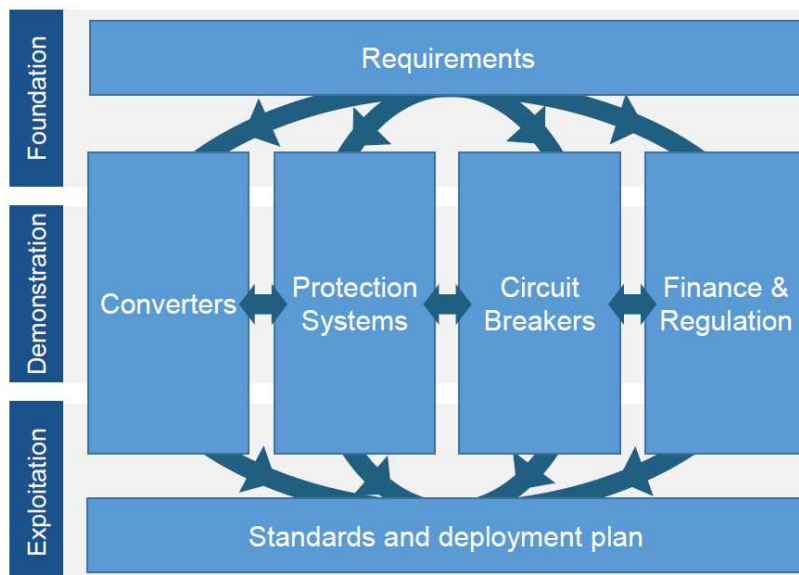 Foundation
Requirements
Demonstration
Converters
Protection
Systems
Circuit
Breakers
Finance &
Regulation
Exploitation
Standards and deployment plan